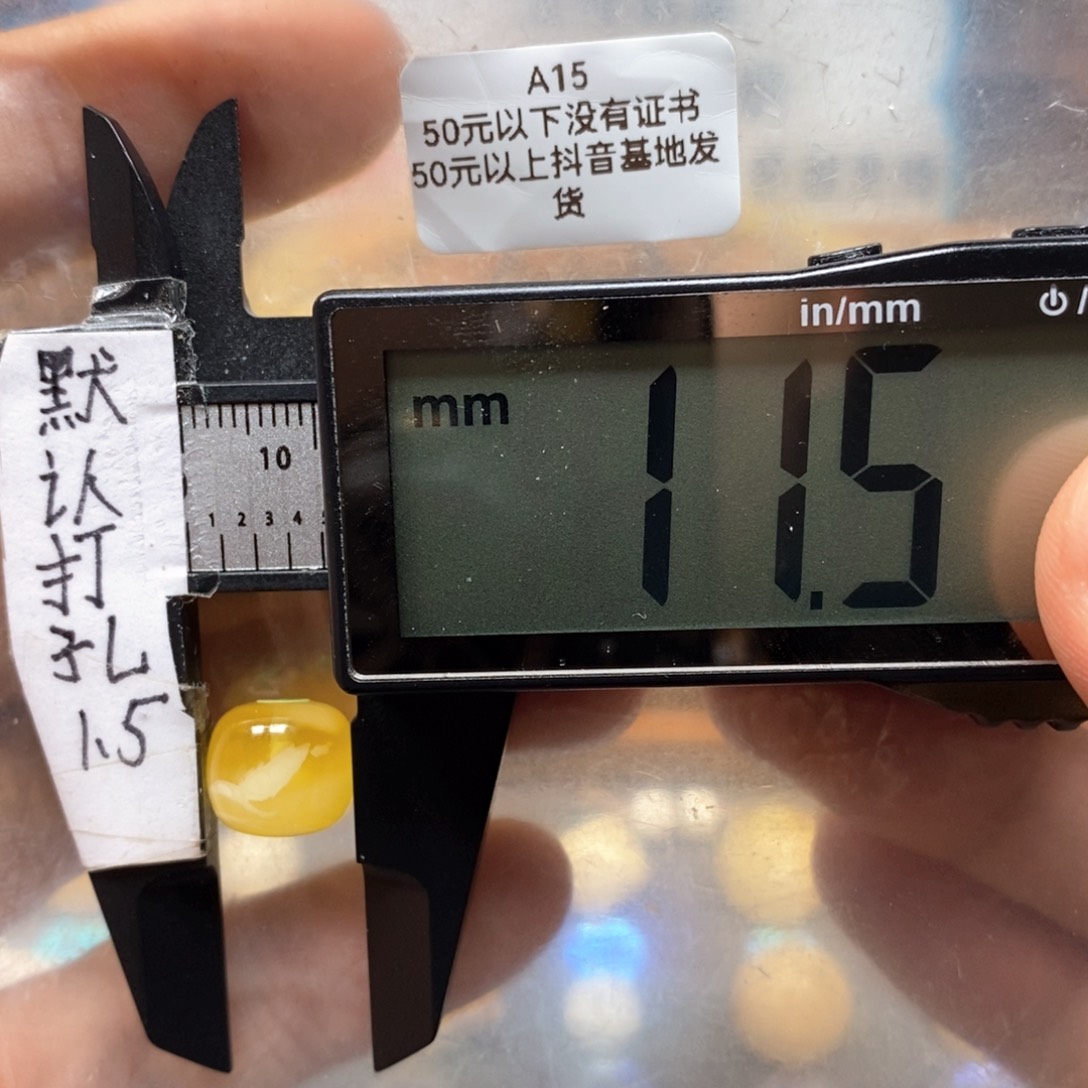 A15
50元以下没有证书
50元以上抖音基地发
货
in/mm
mm
11.5
10
1 2 3 4
默
认
打
孔
1.5